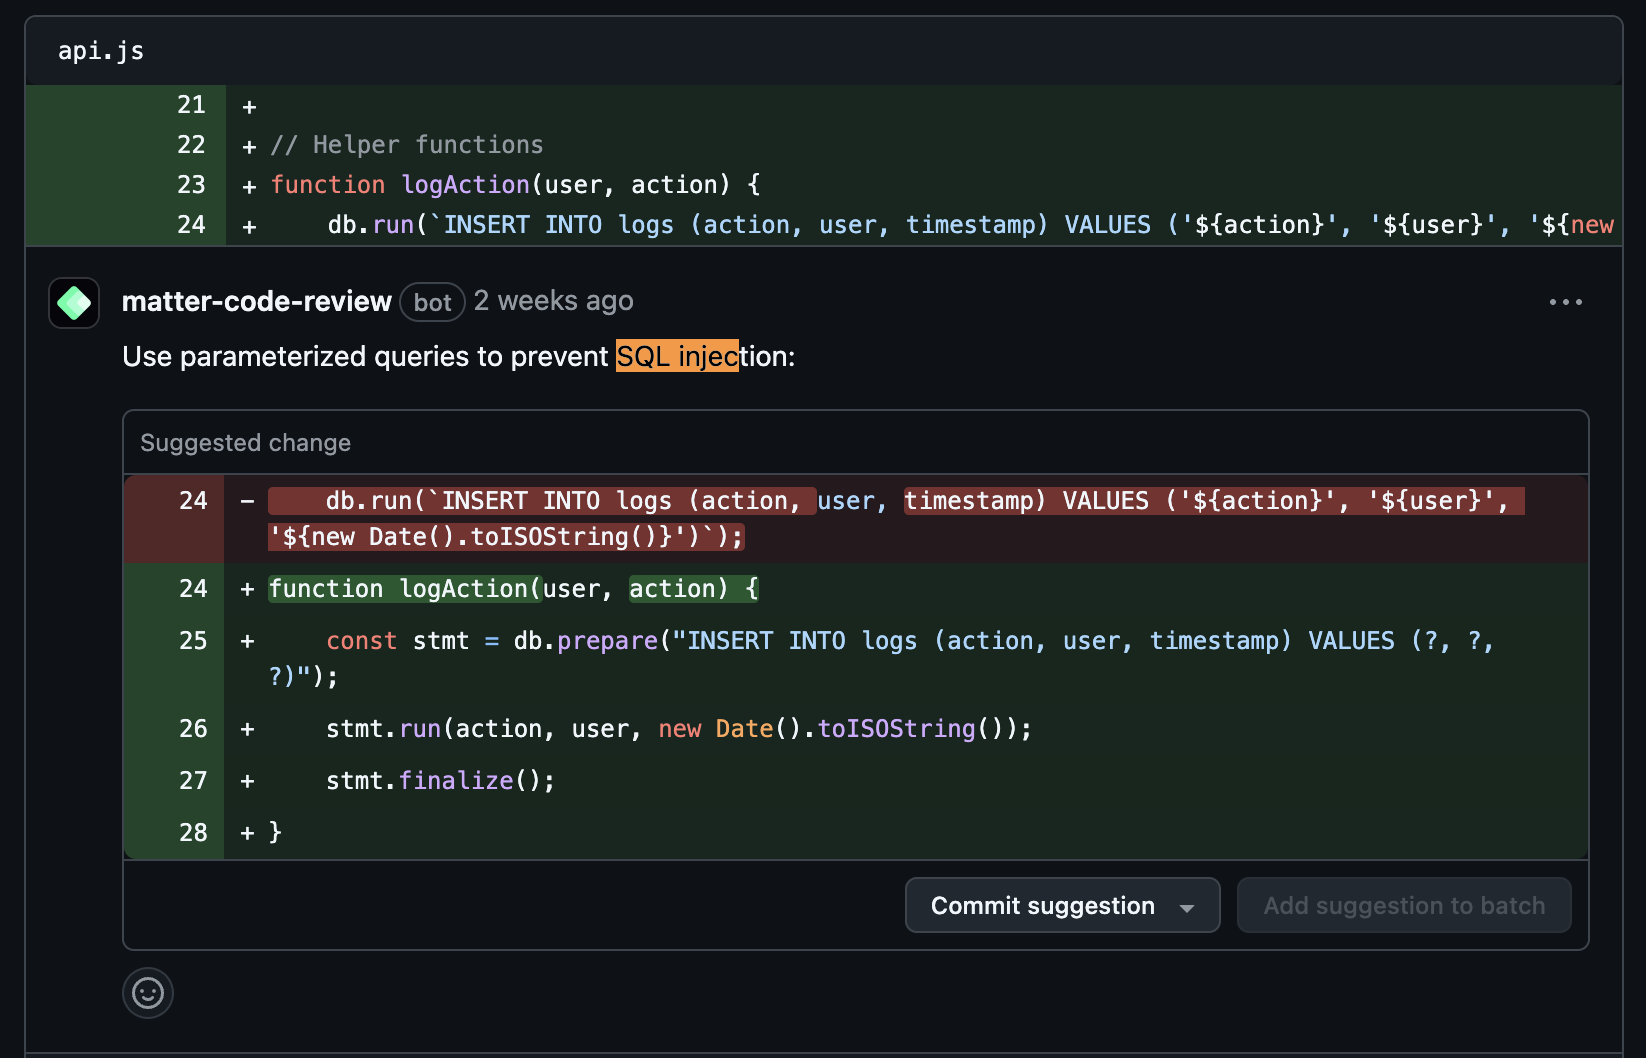 api.js
21 +
22 + // Helper functions
23 + function logAction(user, action) {
24 +     db.run(`INSERT INTO logs (action, user, timestamp) VALUES ('${action}', '${user}', '${new
matter-code-review bot 2 weeks ago
Use parameterized queries to prevent SQL injection:
Suggested change
24 -     db.run(`INSERT INTO logs (action, user, timestamp) VALUES ('${action}', '${user}',
'${new Date().toISOString()}')`);
24 + function logAction(user, action) {
25 +     const stmt = db.prepare("INSERT INTO logs (action, user, timestamp) VALUES (?, ?,
?)");
26 +     stmt.run(action, user, new Date().toISOString());
27 +     stmt.finalize();
28 + }
Commit suggestion Add suggestion to batch